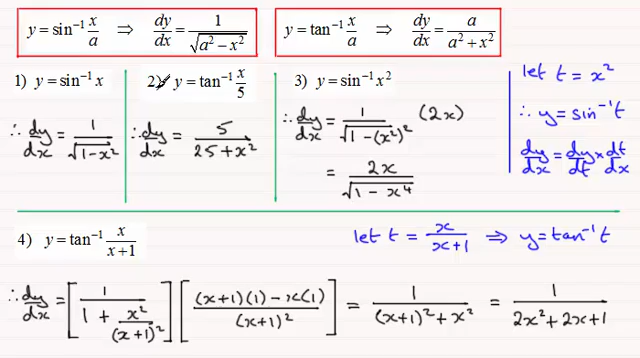 y = sin⁻¹ x/a ⇒ dy/dx = 1/√(a² − x²)
y = tan⁻¹ x/a ⇒ dy/dx = a/(a² + x²)
1) y = sin⁻¹ x
∴ dy/dx = 1/√(1−x²)
2) y = tan⁻¹ x/5
∴ dy/dx = 5/(25+x²)
3) y = sin⁻¹ x²
∴ dy/dx = 1/√(1−(x²)²) (2x)
= 2x/√(1−x⁴)
let t = x²
∴ y = sin⁻¹t
dy/dx = dy/dt × dt/dx
4) y = tan⁻¹ x/(x+1)
let t = x/(x+1) ⇒ y = tan⁻¹ t
∴ dy/dx = [1/(1 + x²/(x+1)²)] [((x+1)(1) − x(1))/(x+1)²] = 1/((x+1)² + x²) = 1/(2x² + 2x + 1)